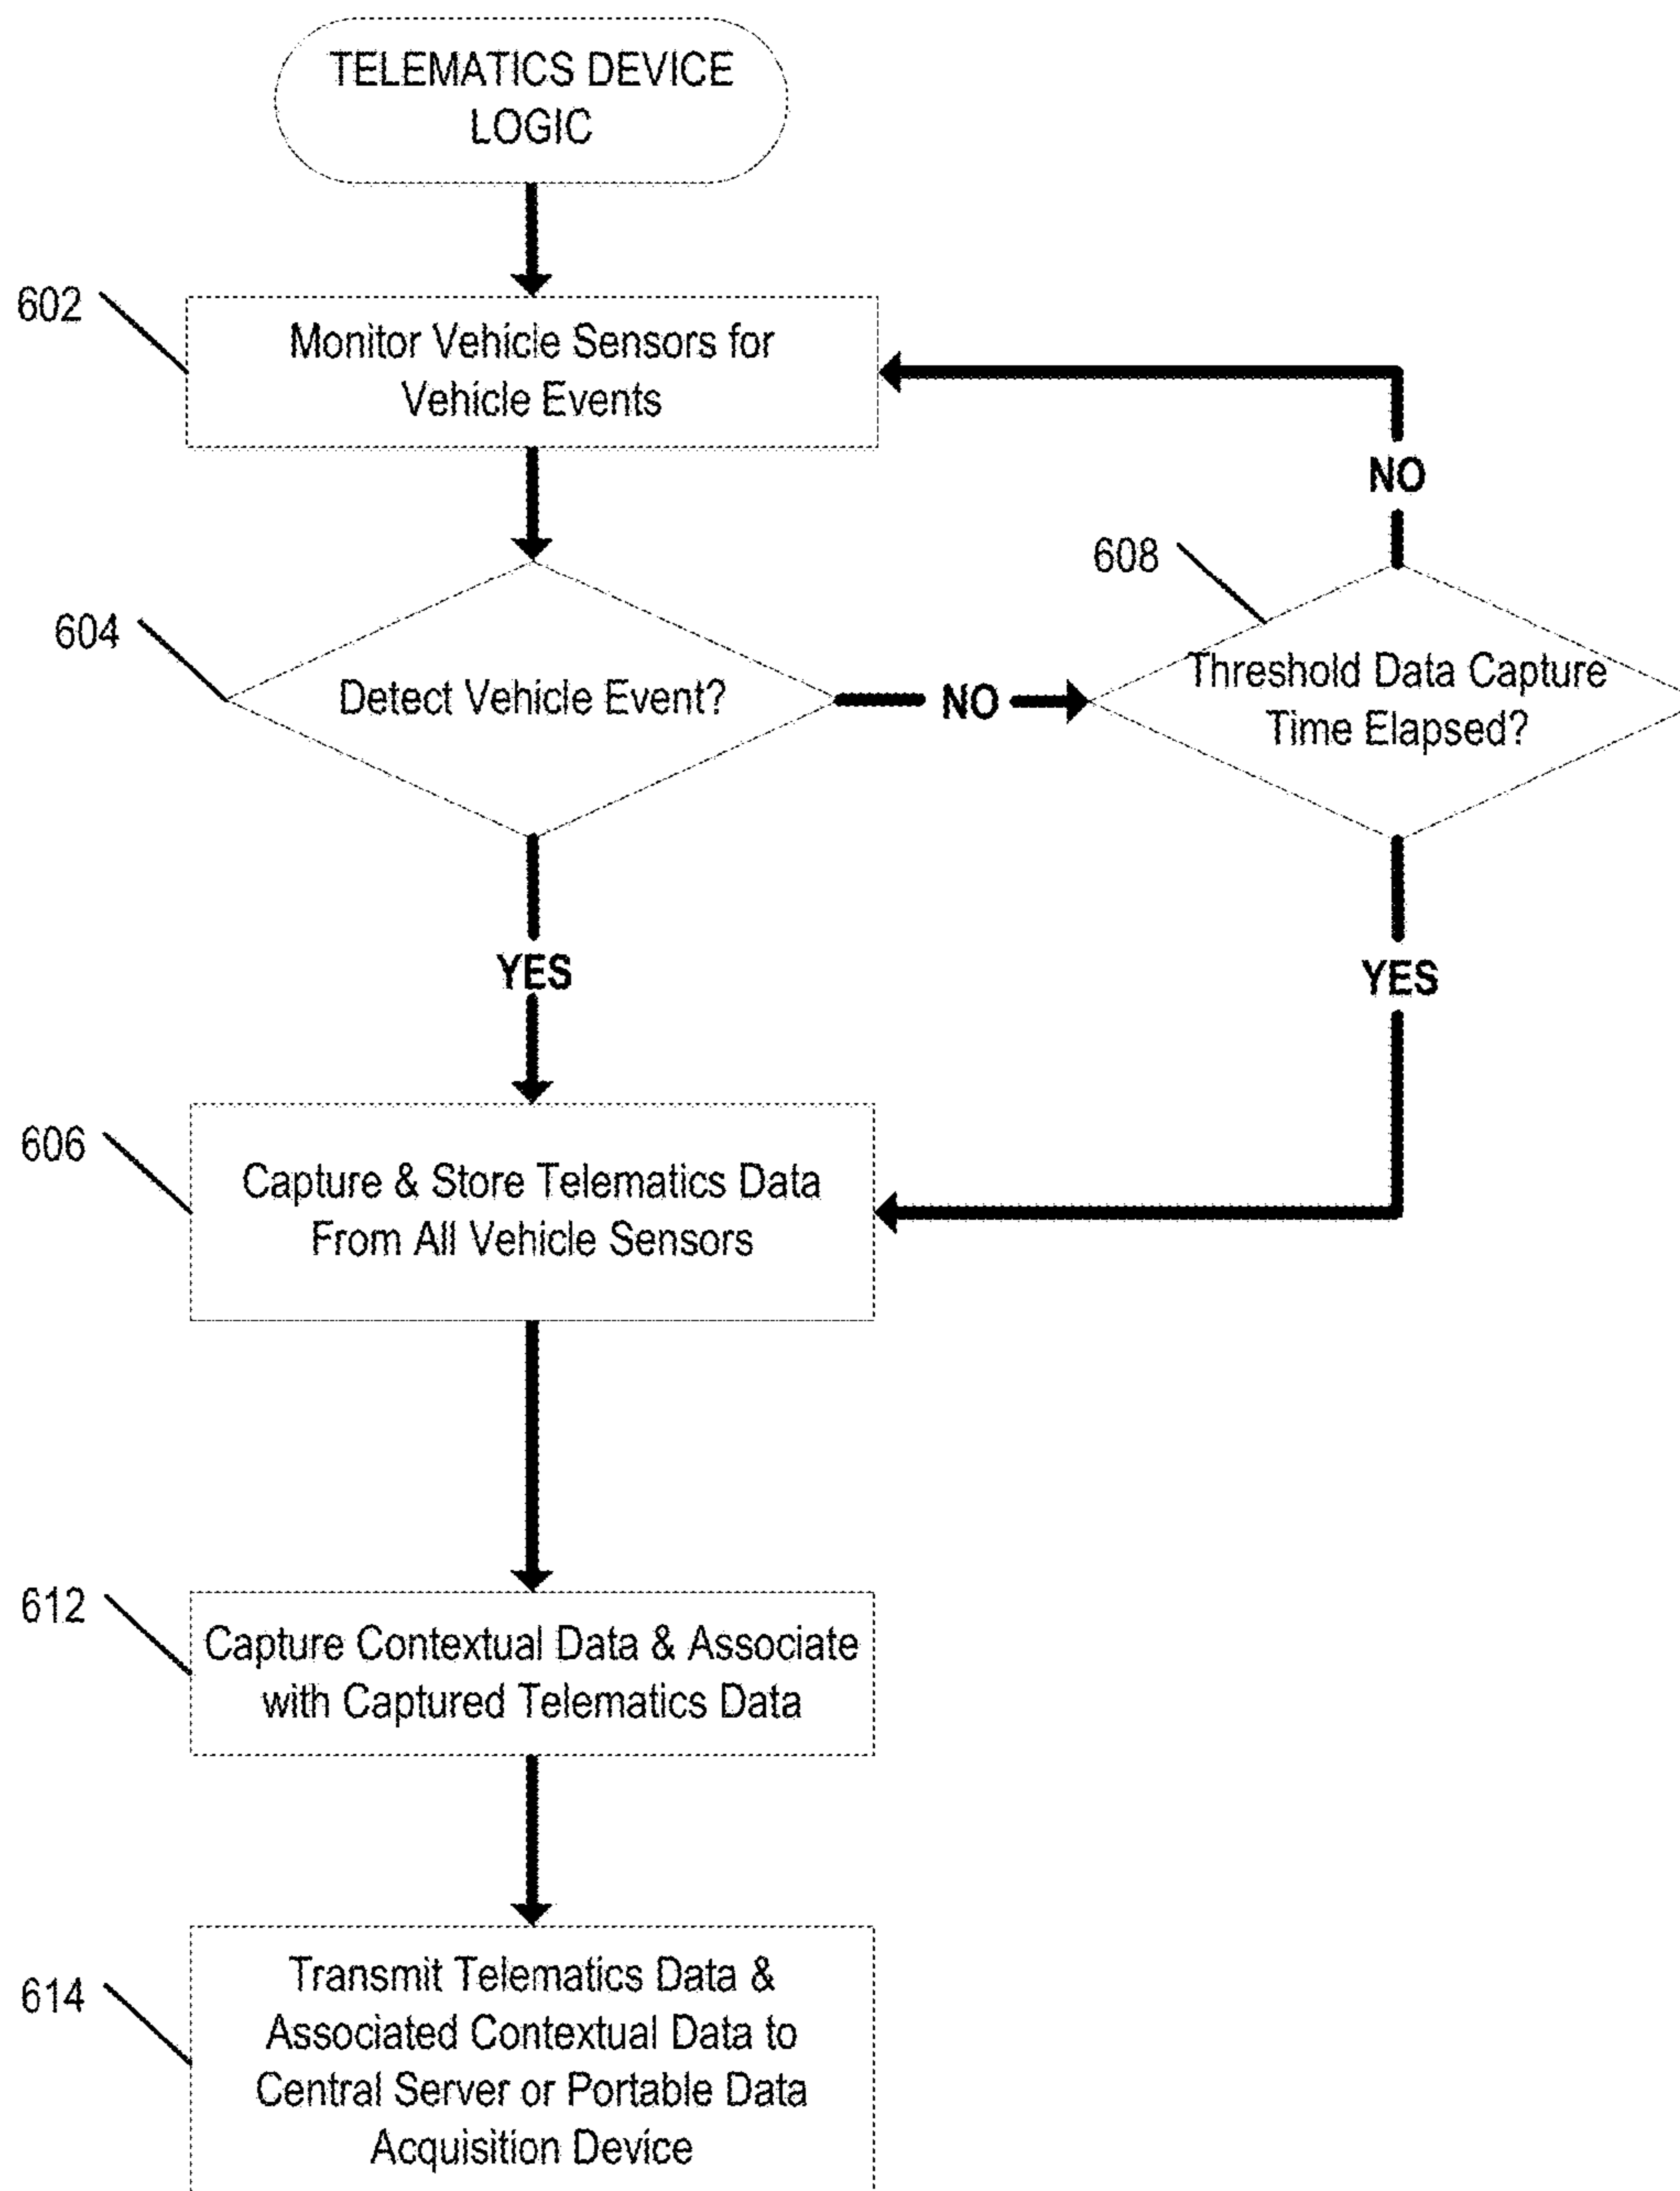 TELEMATICS DEVICE
LOGIC
602
Monitor Vehicle Sensors for
Vehicle Events
NO
608
604
Detect Vehicle Event?
NO
Threshold Data Capture
Time Elapsed?
YES
YES
606
Capture & Store Telematics Data
From All Vehicle Sensors
612
Capture Contextual Data & Associate
with Captured Telematics Data
614
Transmit Telematics Data &
Associated Contextual Data to
Central Server or Portable Data
Acquisition Device